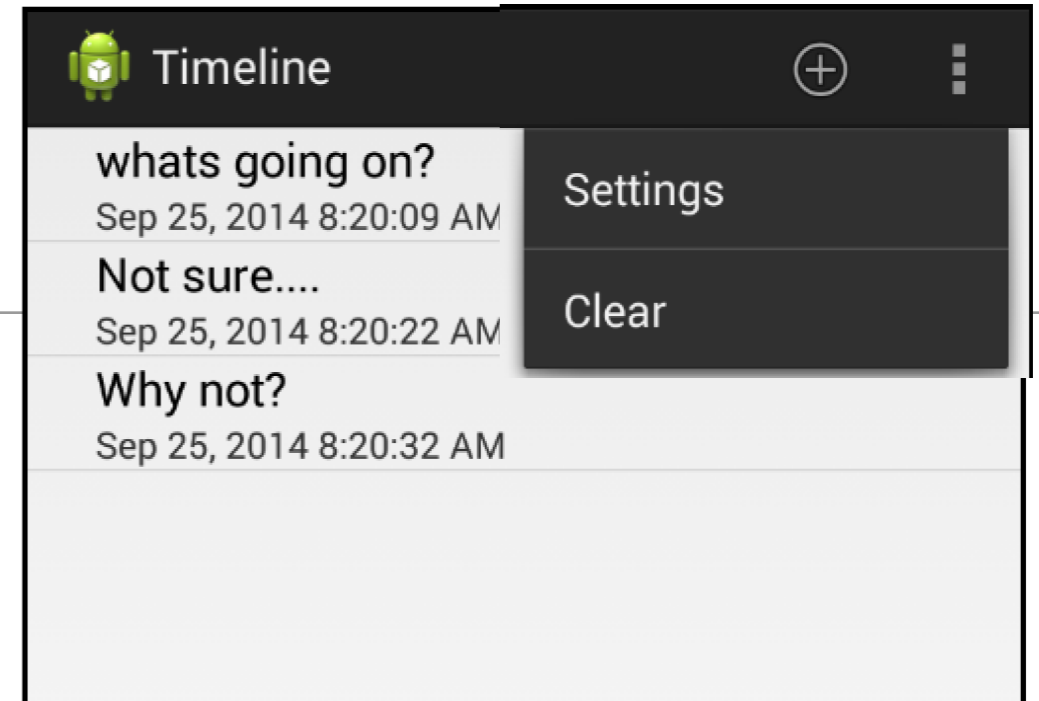 Timeline
whats going on?
Sep 25, 2014 8:20:09 AM
Not sure....
Sep 25, 2014 8:20:22 AM
Why not?
Sep 25, 2014 8:20:32 AM
Settings
Clear